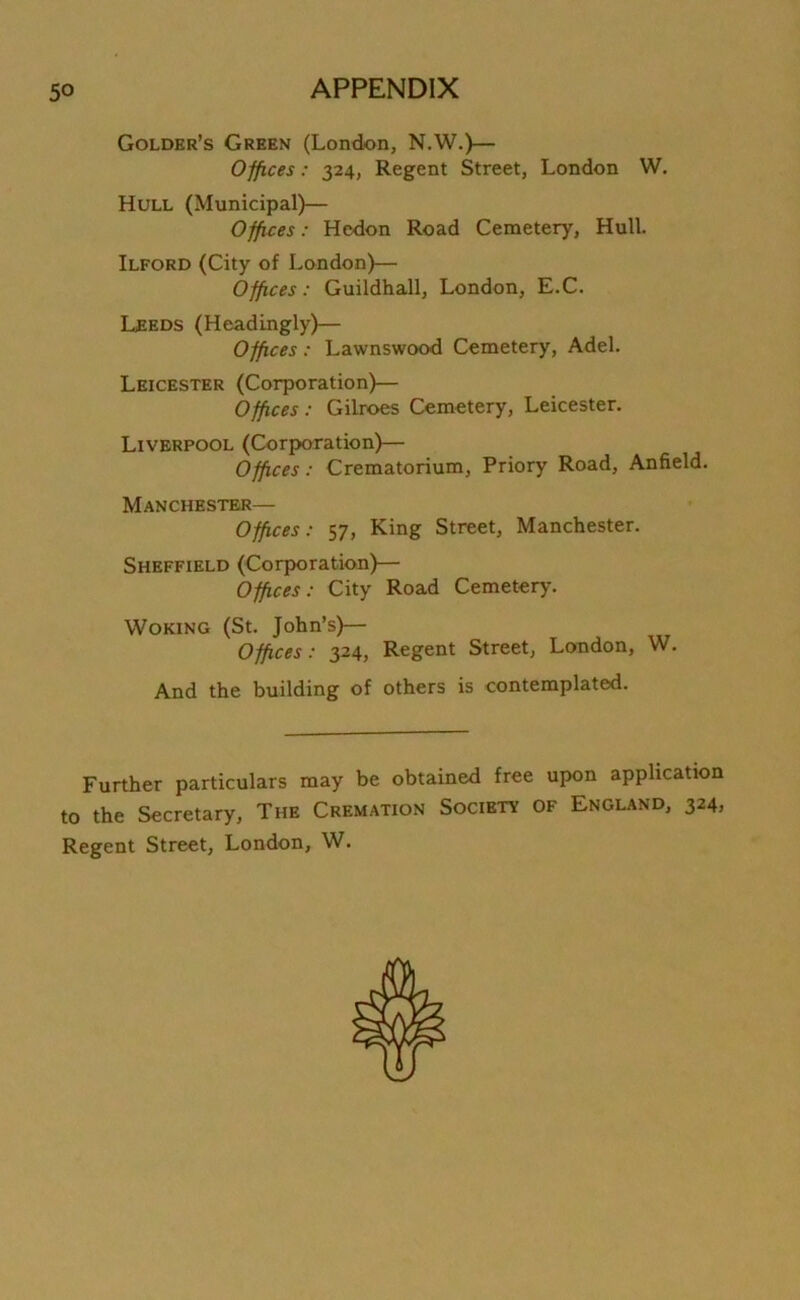 50 APPENDIX
Golder's Green (London, N.W.)—
Offices: 324, Regent Street, London W.
Hull (Municipal)—
Offices: Hedon Road Cemetery, Hull.
Ilford (City of London)—
Offices: Guildhall, London, E.C.
Leeds (Headingly)—
Offices: Lawnswood Cemetery, Adel.
Leicester (Corporation)—
Offices: Gilroes Cemetery, Leicester.
Liverpool (Corporation)—
Offices: Crematorium, Priory Road, Anfield.
Manchester—
Offices: 57, King Street, Manchester.
Sheffield (Corporation)—
Offices: City Road Cemetery.
Woking (St. John's)—
Offices: 324, Regent Street, London, W.
And the building of others is contemplated.
Further particulars may be obtained free upon application
to the Secretary, The Cremation Society of England, 324,
Regent Street, London, W.